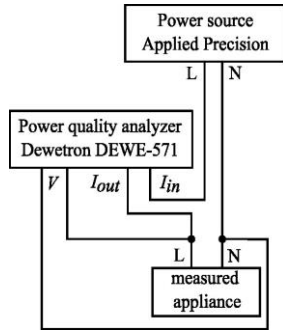 Power source
Applied Precision
L N
Power quality analyzer
Dewetron DEWE-571
V Iout Iin
L N
measured
appliance